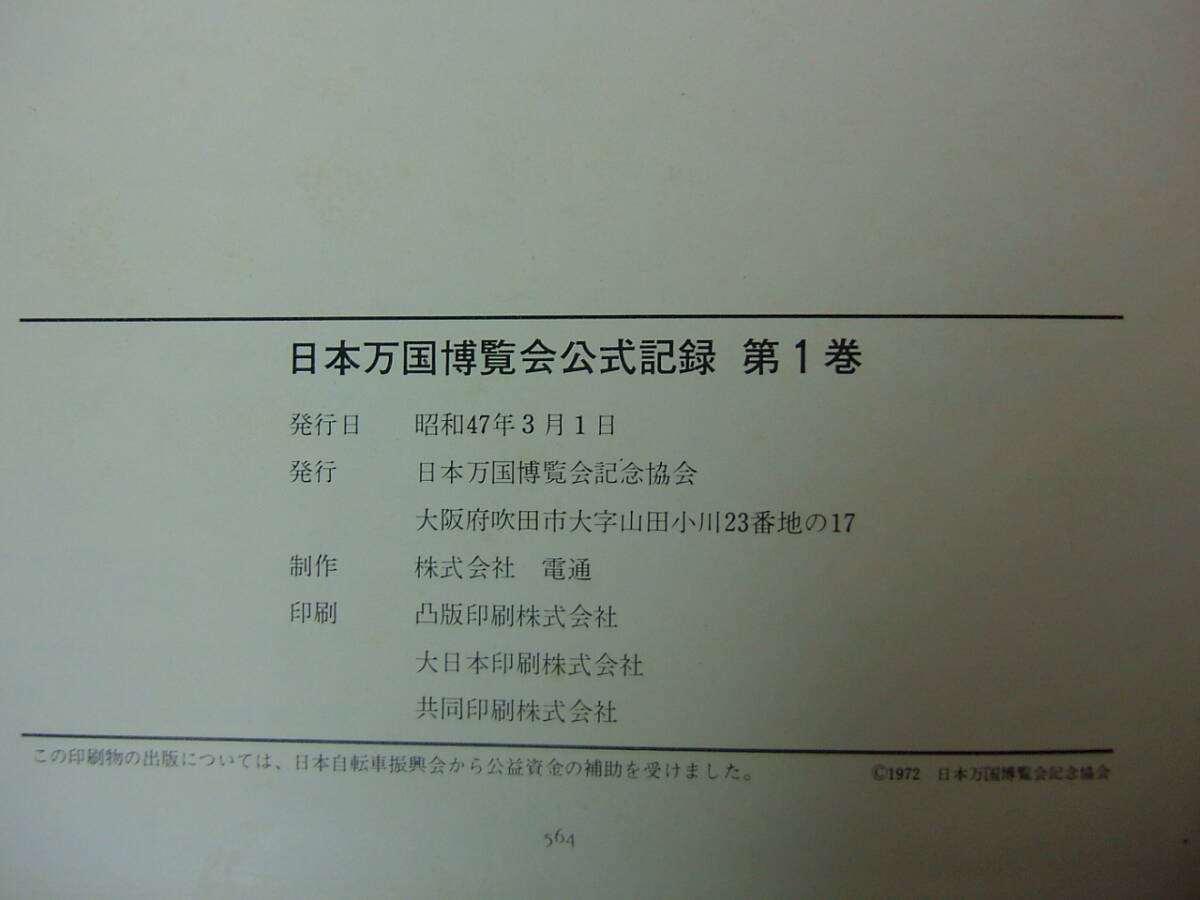 日本万国博覧会公式記録 第1巻
発行日 昭和47年3月1日
発行 日本万国博覧会記念協会
大阪府吹田市大字山田小川23番地の17
制作 株式会社 電通
印刷 凸版印刷株式会社
大日本印刷株式会社
共同印刷株式会社
この印刷物の出版については、日本自転車振興会から公益資金の補助を受けました。 ©1972 日本万国博覧会記念協会
564